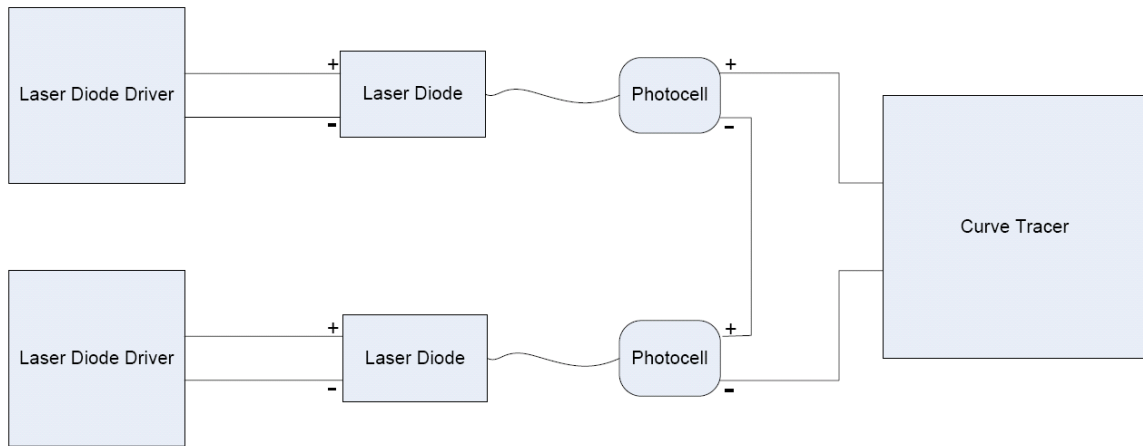 Laser Diode Driver
+
-
Laser Diode
Photocell
+
-
Curve Tracer
Laser Diode Driver
+
-
Laser Diode
Photocell
+
-